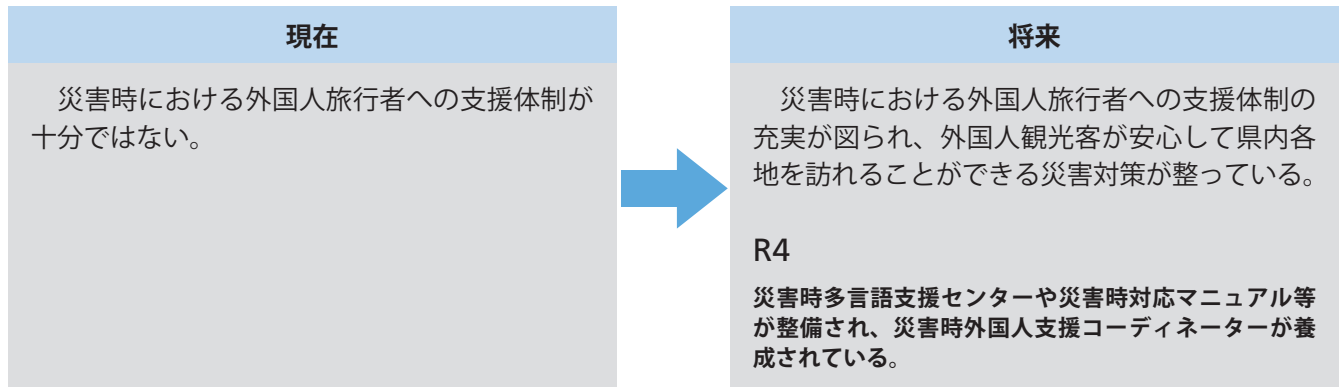 現在
災害時における外国人旅行者への支援体制が
十分ではない。
将来
災害時における外国人旅行者への支援体制の
充実が図られ、外国人観光客が安心して県内各
地を訪れることができる災害対策が整っている。
R4
災害時多言語支援センターや災害時対応マニュアル等
が整備され、災害時外国人支援コーディネーターが養
成されている。